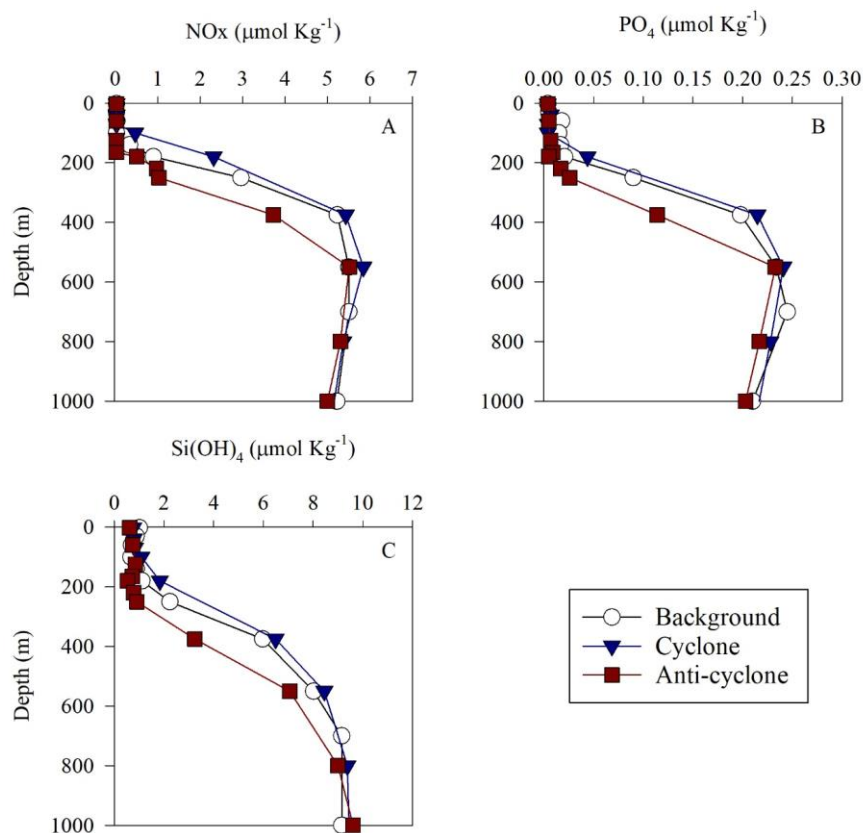 NOx (μmol Kg⁻¹)
0 1 2 3 4 5 6 7
0
200
400
600
800
1000
Depth (m)
A
PO₄ (μmol Kg⁻¹)
0.00 0.05 0.10 0.15 0.20 0.25 0.30
0
200
400
600
800
1000
B
Si(OH)₄ (μmol Kg⁻¹)
0 2 4 6 8 10 12
0
200
400
600
800
1000
Depth (m)
C
Background
Cyclone
Anti-cyclone